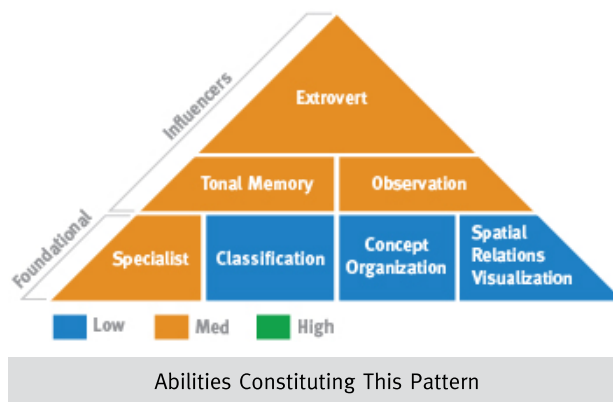 Influencers
Extrovert
Tonal Memory
Observation
Foundational
Specialist
Classification
Concept
Organization
Spatial
Relations
Visualization
Low
Med
High
Abilities Constituting This Pattern